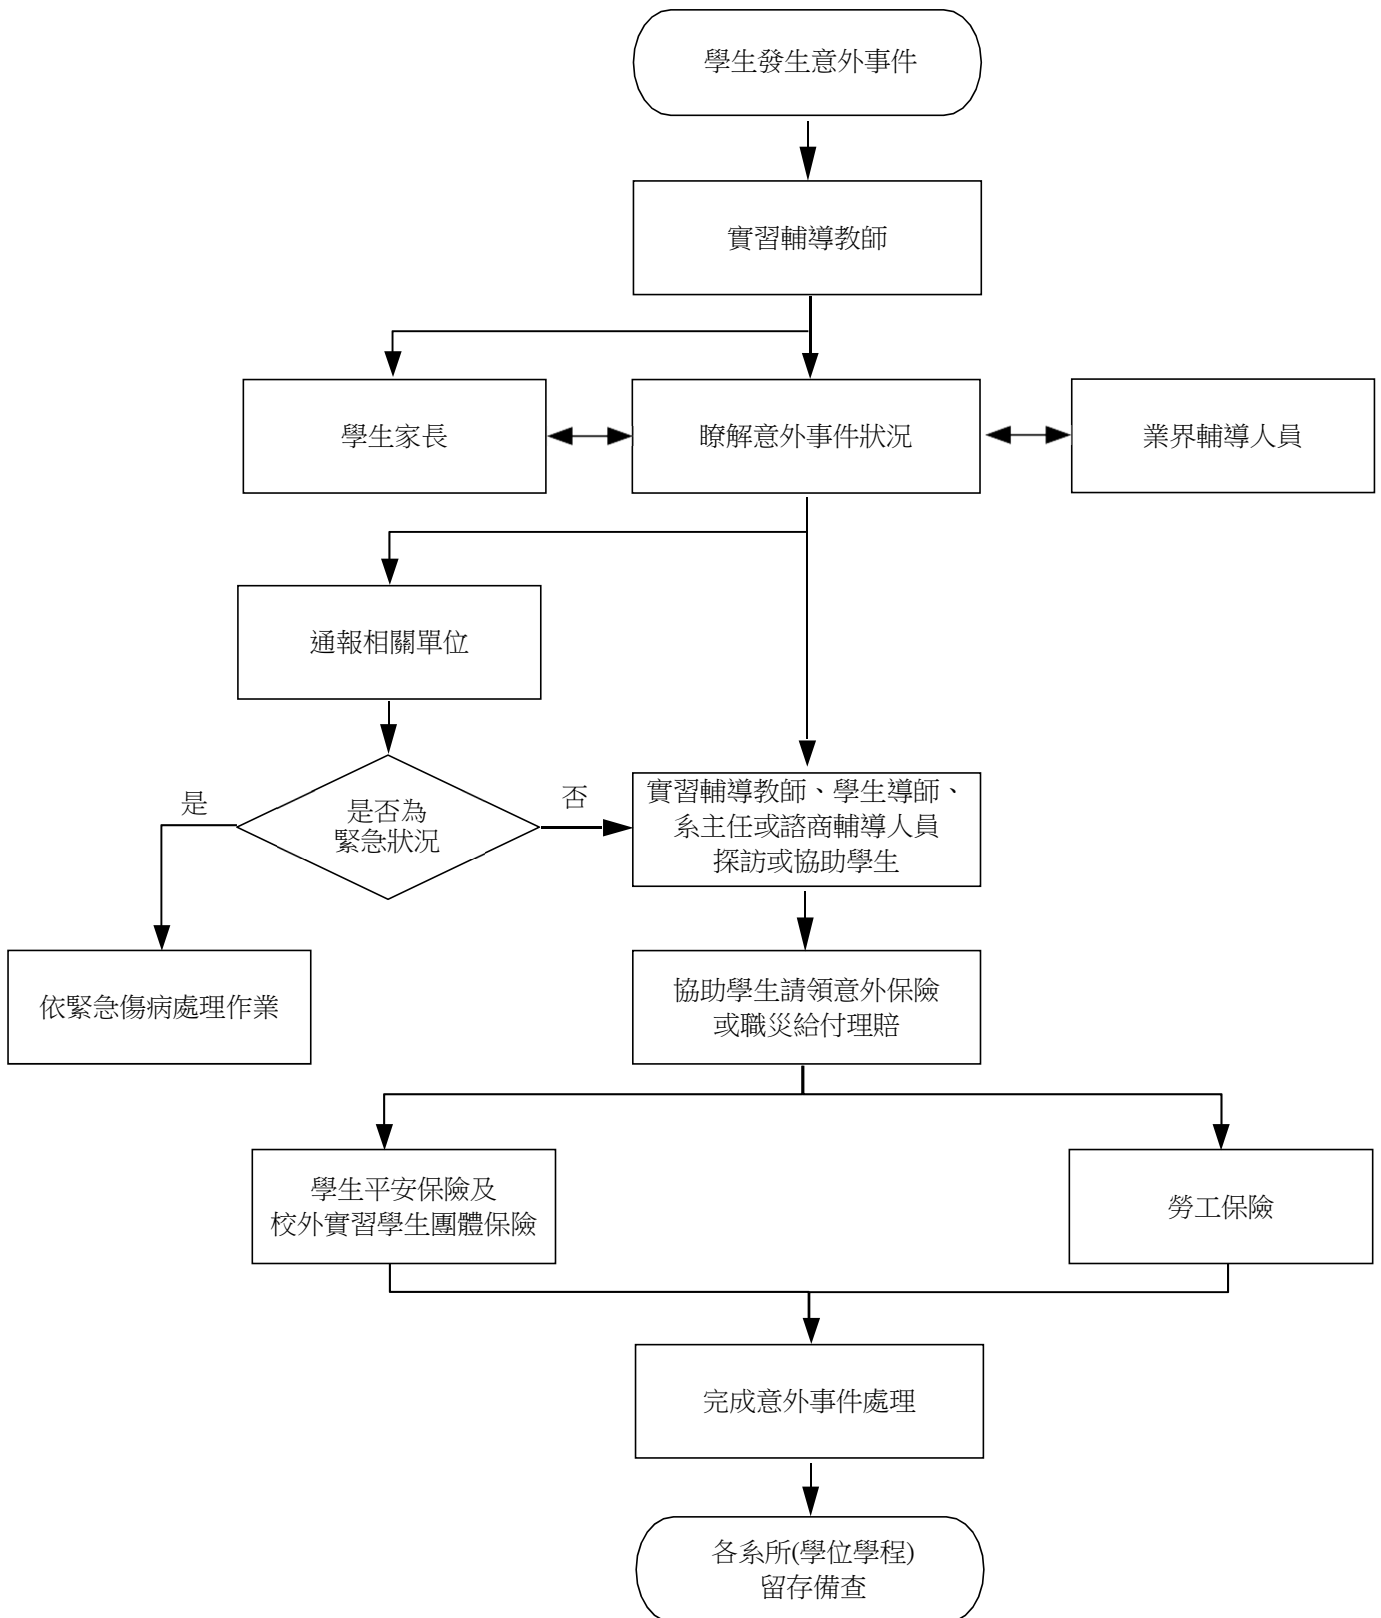 學生發生意外事件
實習輔導教師
學生家長
瞭解意外事件狀況
業界輔導人員
通報相關單位
是
是否為
緊急狀況
否
實習輔導教師、學生導師、
系主任或諮商輔導人員
探訪或協助學生
依緊急傷病處理作業
協助學生請領意外保險
或職災給付理賠
學生平安保險及
校外實習學生團體保險
勞工保險
完成意外事件處理
各系所(學位學程)
留存備查